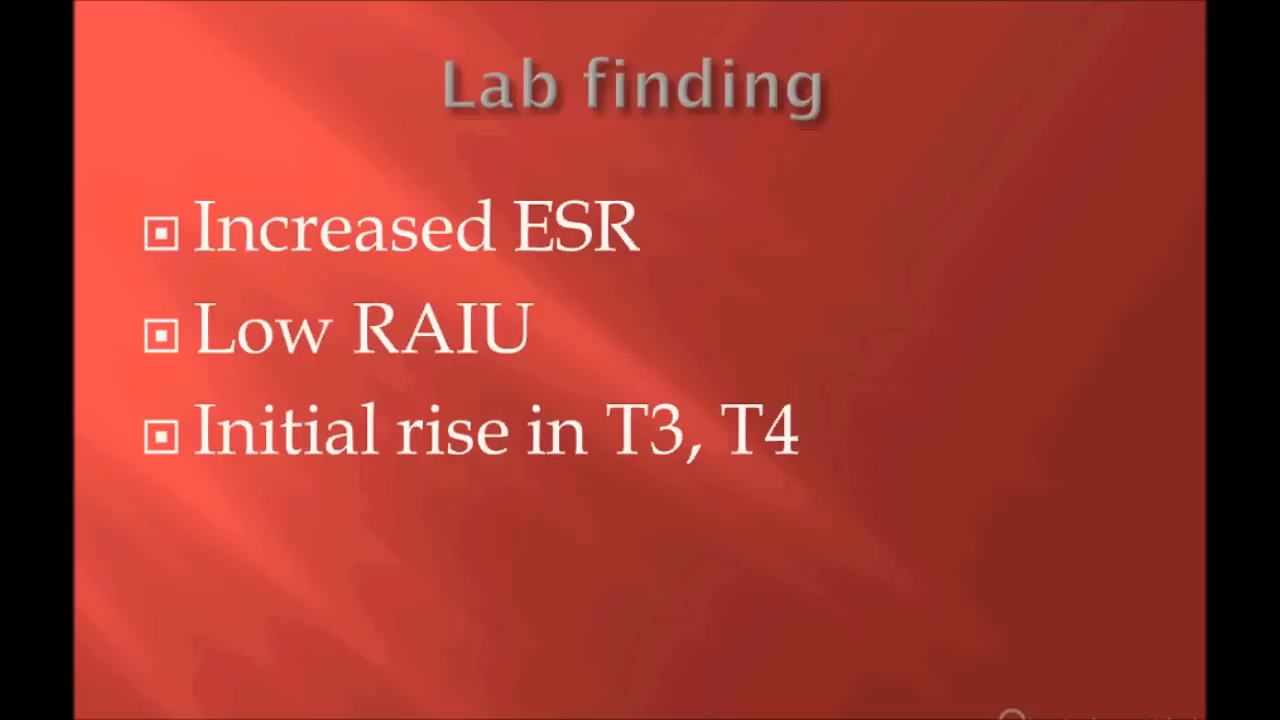 Lab finding
Increased ESR
Low RAIU
Initial rise in T3, T4